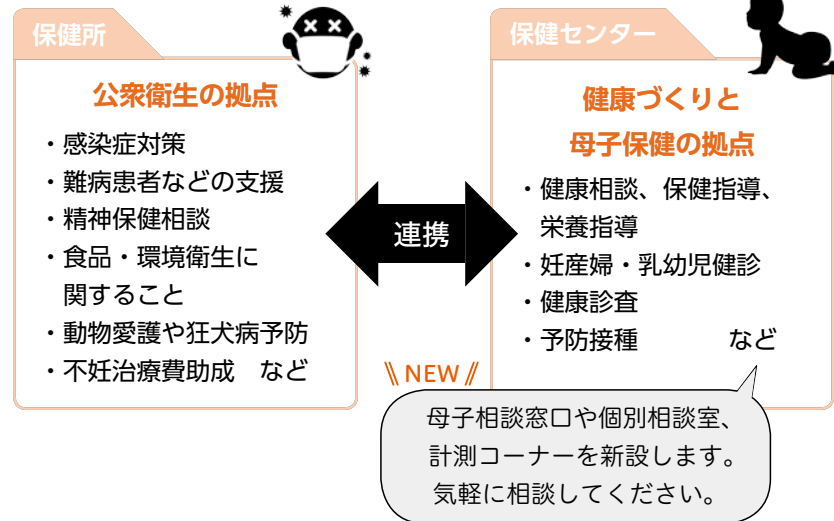 保健所
公衆衛生の拠点
・感染症対策
・難病患者などの支援
・精神保健相談
・食品・環境衛生に
関すること
・動物愛護や狂犬病予防
・不妊治療費助成　など
連携
保健センター
健康づくりと
母子保健の拠点
・健康相談、保健指導、
栄養指導
・妊産婦・乳幼児健診
・健康診査
・予防接種　　　　など
\\ NEW //
母子相談窓口や個別相談室、
計測コーナーを新設します。
気軽に相談してください。